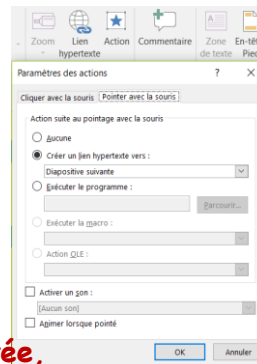 Zoom Lien Action Commentaire Zone En-têt
hypertexte de texte Pied
Paramètres des actions ? ×
Cliquer avec la souris Pointer avec la souris
Action suite au pointage avec la souris
Aucune
Créer un lien hypertexte vers :
Diapositive suivante
Exécuter le programme :
Parcourir...
Exécuter la macro :
Action OLE :
Activer un son :
[Aucun son]
Animer lorsque pointé
ée,
OK Annuler